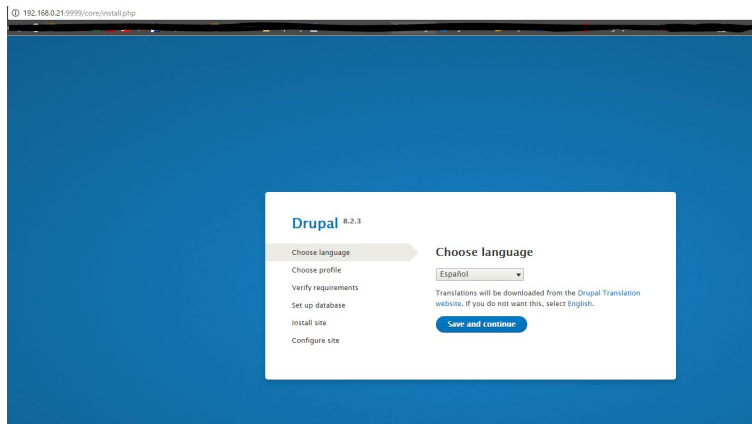 192.168.0.21:9999/core/install.php
Drupal 8.2.3
Choose language
Choose profile
Verify requirements
Set up database
Install site
Configure site
Choose language
Español
Translations will be downloaded from the Drupal Translation
website. If you do not want this, select English.
Save and continue